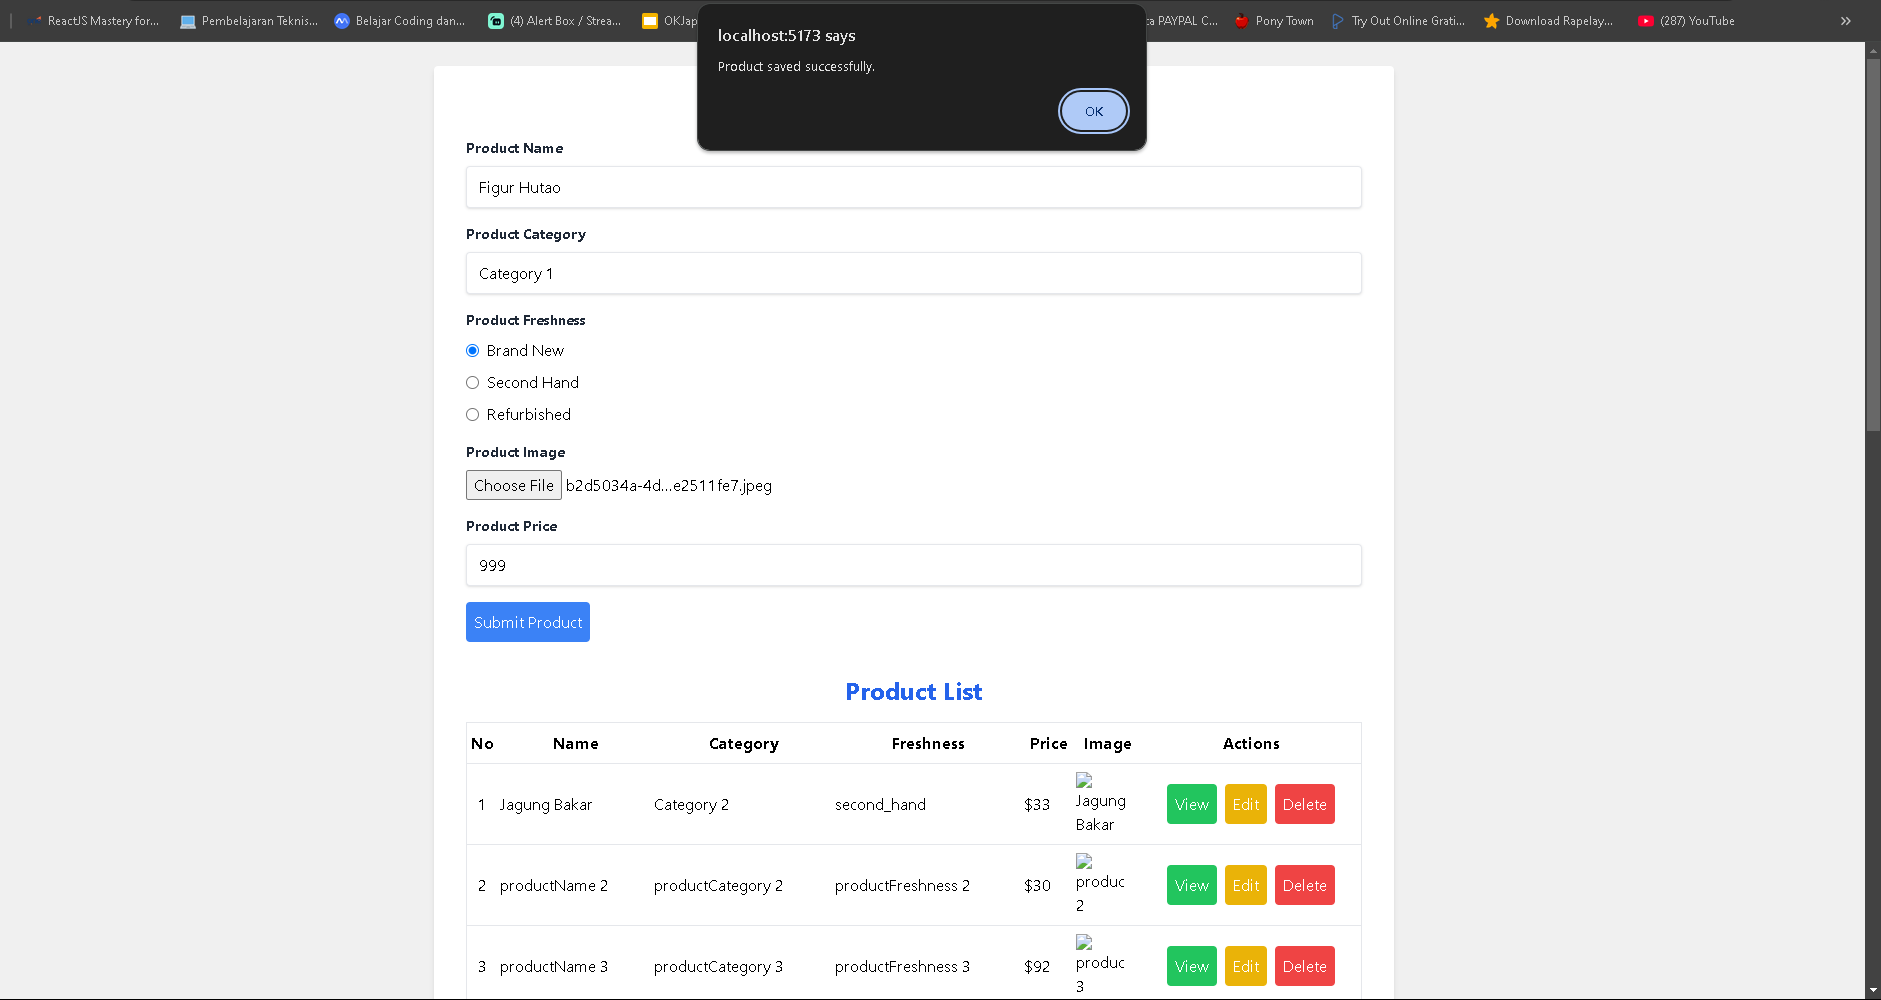 ReactJS Mastery for...
Pembelajaran Teknis...
Belajar Coding dan...
(4) Alert Box / Strea...
OKJap
ta PAYPAL C...
Pony Town
Try Out Online Grati...
Download Rapelay...
(287) YouTube
localhost:5173 says
Product saved successfully.
OK
Product Name
Figur Hutao
Product Category
Category 1
Product Freshness
Brand New
Second Hand
Refurbished
Product Image
Choose File b2d5034a-4d...e2511fe7.jpeg
Product Price
999
Submit Product
Product List
No Name Category Freshness Price Image Actions
1 Jagung Bakar Category 2 second_hand $33 Jagung Bakar View Edit Delete
2 productName 2 productCategory 2 productFreshness 2 $30 produc 2 View Edit Delete
3 productName 3 productCategory 3 productFreshness 3 $92 produc 3 View Edit Delete